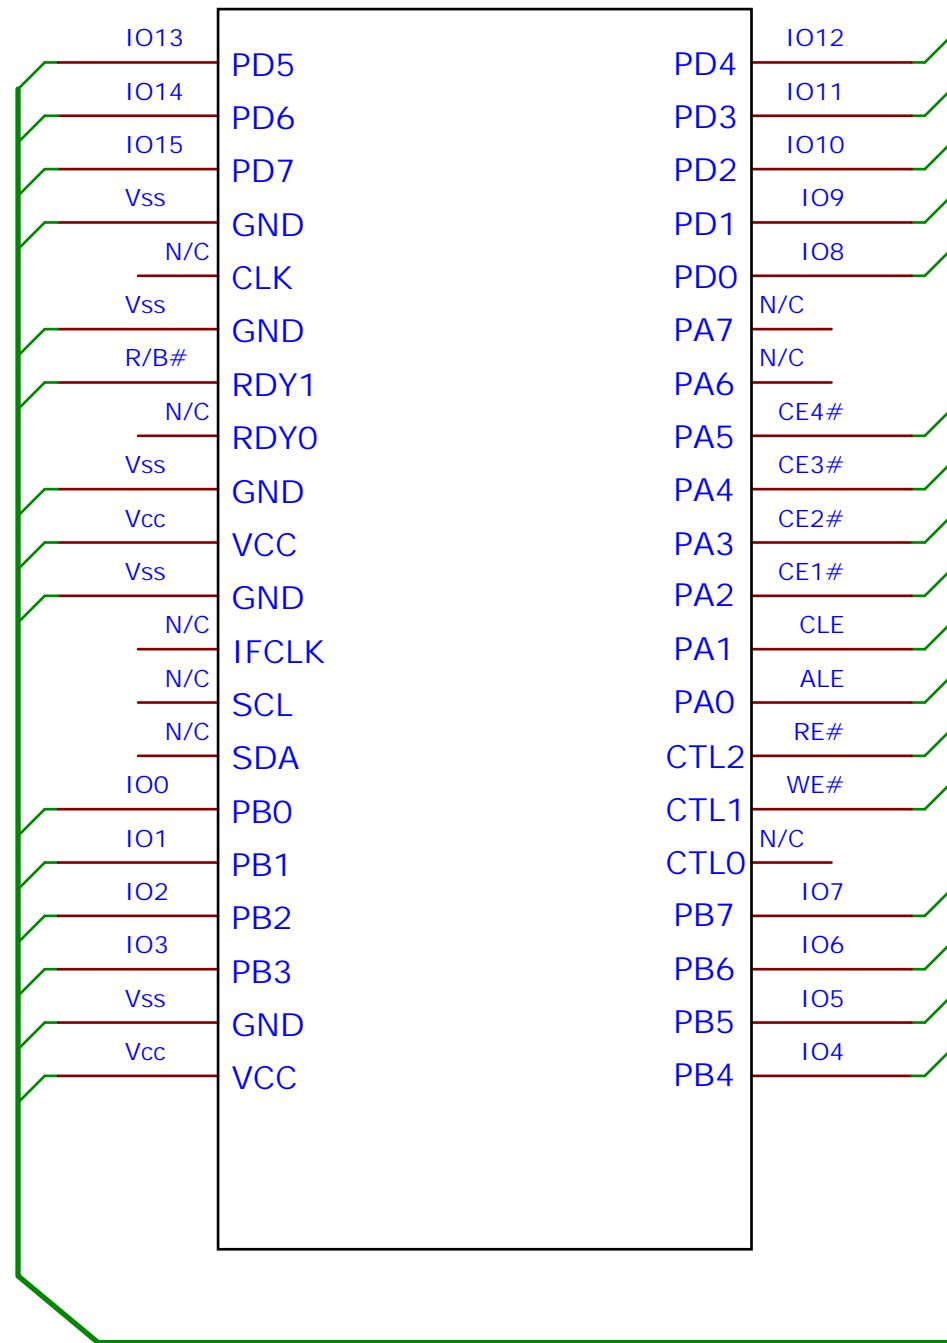 IO13 PD5 PD4 IO12
IO14 PD6 PD3 IO11
IO15 PD7 PD2 IO10
Vss GND PD1 IO9
N/C CLK PD0 IO8
Vss GND PA7 N/C
R/B# RDY1 PA6 N/C
N/C RDY0 PA5 CE4#
Vss GND PA4 CE3#
Vcc VCC PA3 CE2#
Vss GND PA2 CE1#
N/C IFCLK PA1 CLE
N/C SCL PA0 ALE
N/C SDA CTL2 RE#
IO0 PB0 CTL1 WE#
IO1 PB1 CTL0 N/C
IO2 PB2 PB7 IO7
IO3 PB3 PB6 IO6
Vss GND PB5 IO5
Vcc VCC PB4 IO4